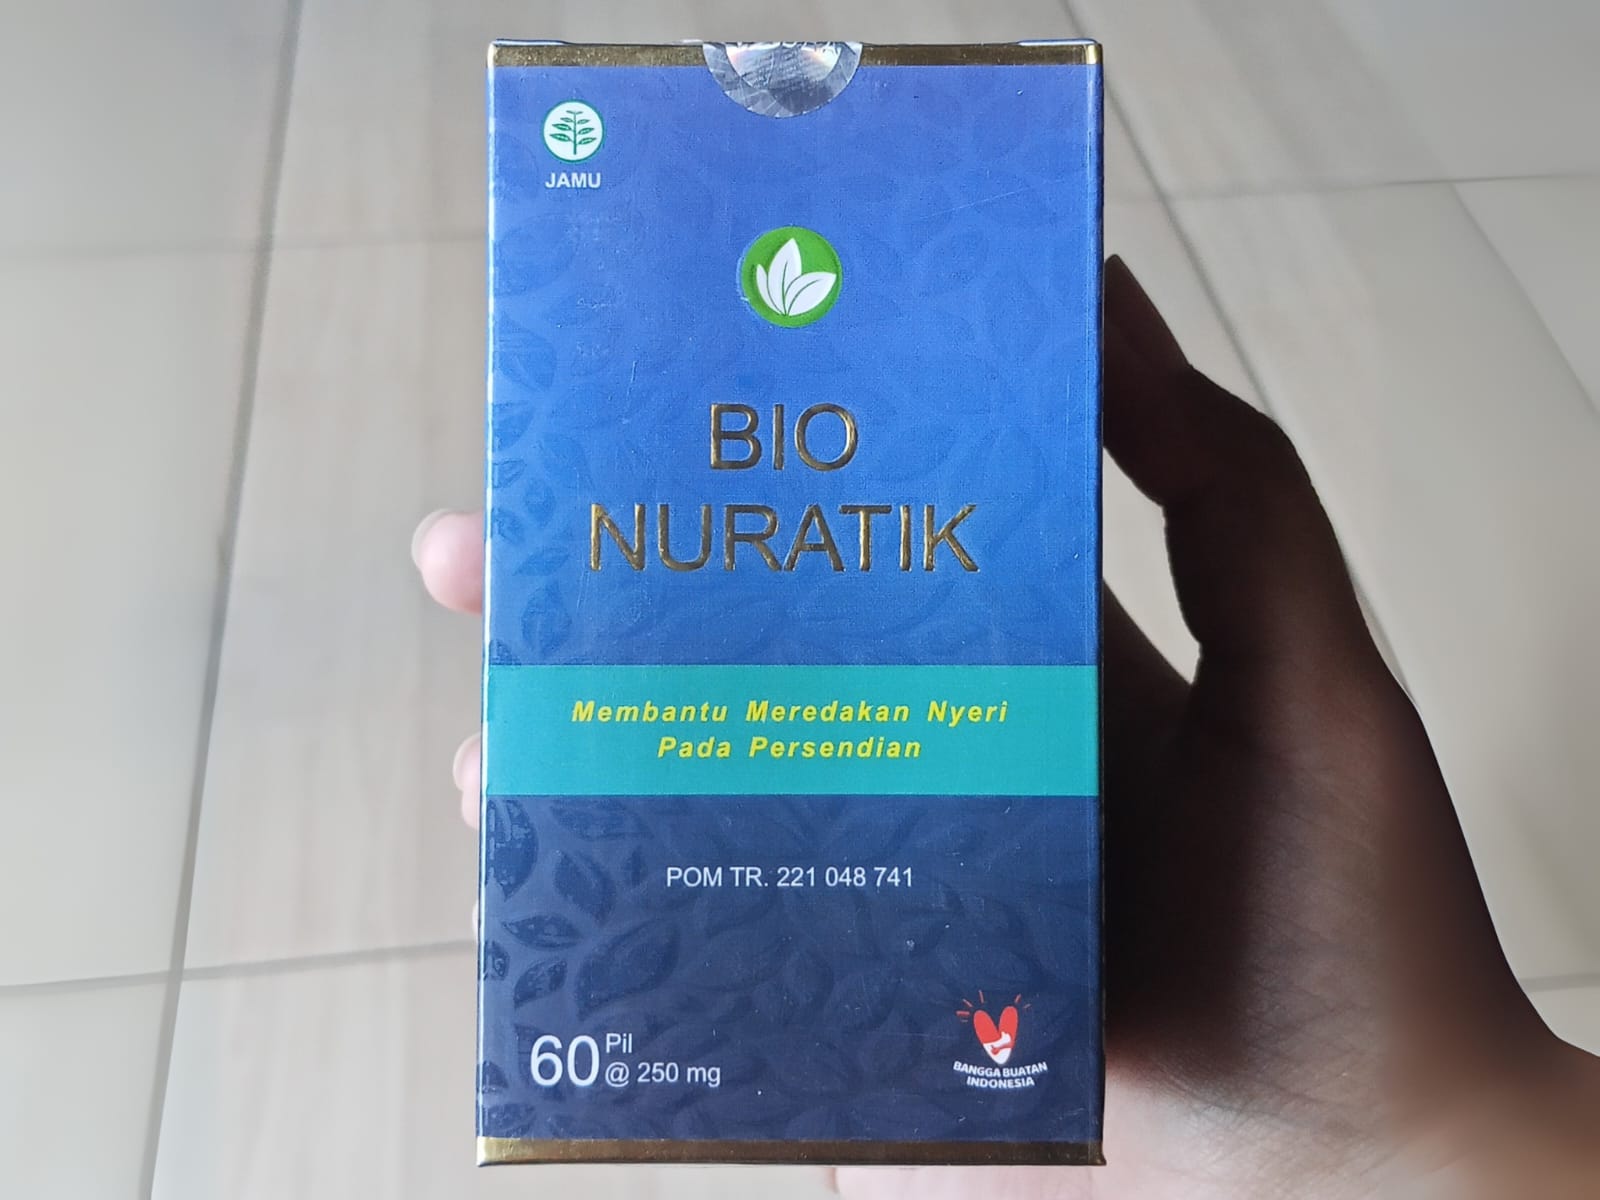 JAMU
BIO
NURATIK
Membantu Meredakan Nyeri
Pada Persendian
POM TR. 221 048 741
60 Pil
@ 250 mg
BANGGA BUATAN
INDONESIA